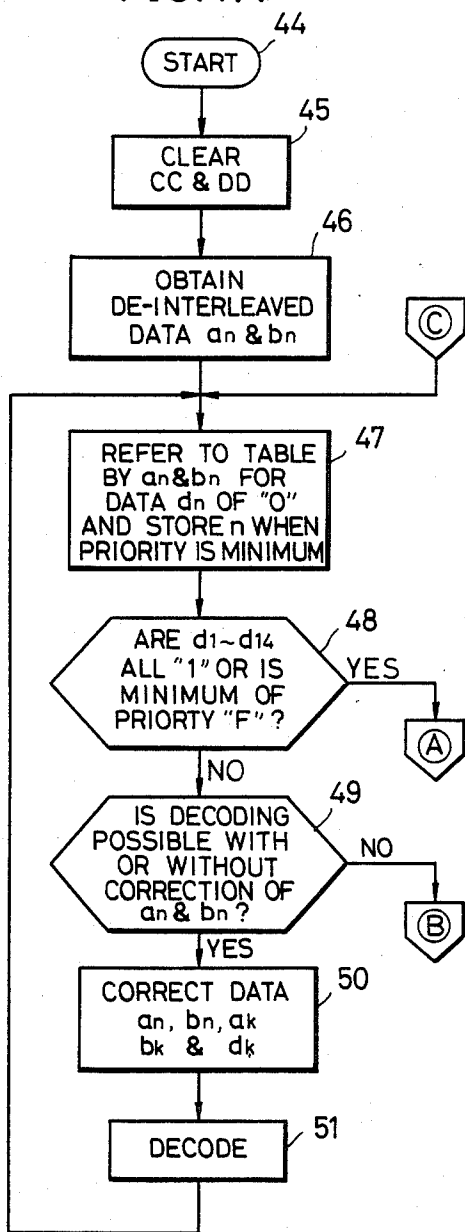 44
START
45
CLEAR
CC & DD
46
OBTAIN
DE-INTERLEAVED
DATA an & bn
C
47
REFER TO TABLE
BY an & bn FOR
DATA dn OF "0"
AND STORE n WHEN
PRIORITY IS MINIMUM
48
ARE d1~d14
ALL "1" OR IS
MINIMUM OF
PRIORTY "F" ?
YES
A
NO
49
IS DECODING
POSSIBLE WITH
OR WITHOUT
CORRECTION OF
an & bn ?
NO
B
YES
50
CORRECT DATA
an, bn, ak
bk & dk
51
DECODE